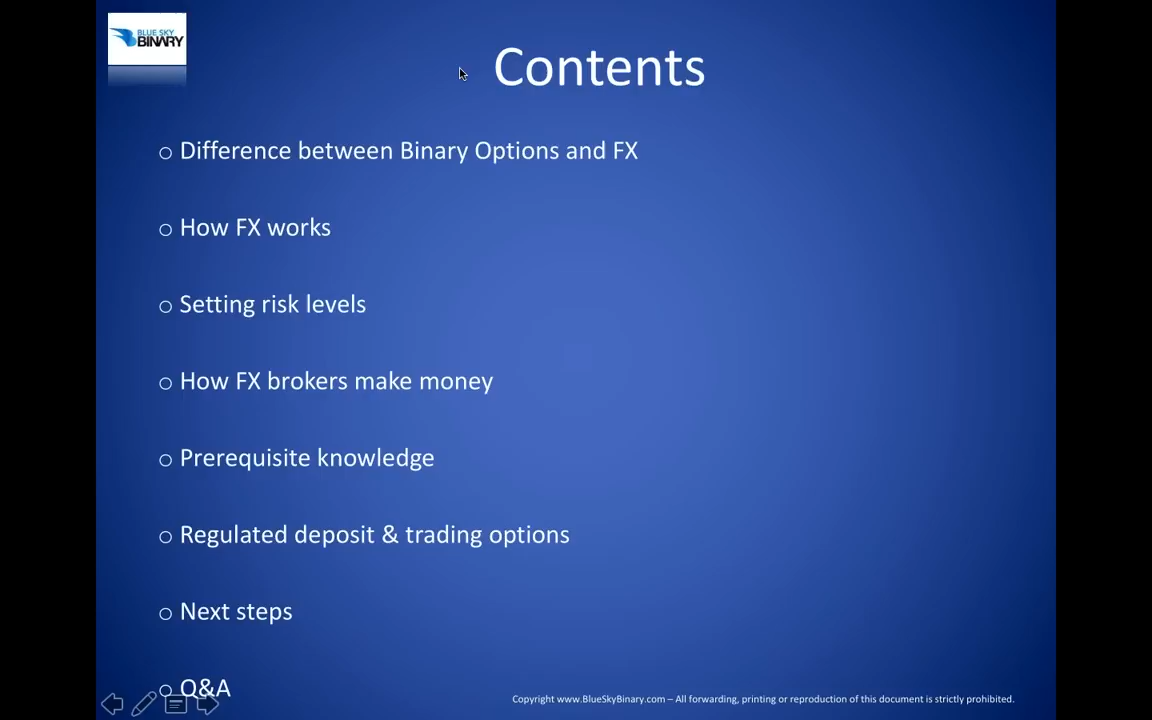 BLUE SKY
BINARY
Contents
o Difference between Binary Options and FX
o How FX works
o Setting risk levels
o How FX brokers make money
o Prerequisite knowledge
o Regulated deposit & trading options
o Next steps
o Q&A
Copyright www.BlueSkyBinary.com – All forwarding, printing or reproduction of this document is strictly prohibited.